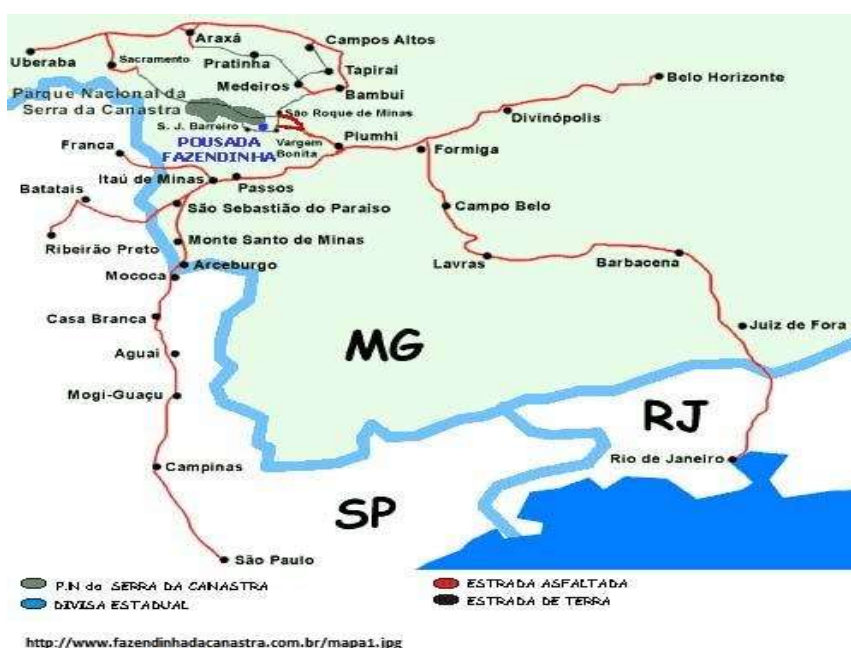 Araxá
Campos Altos
Uberaba
Sacramento
Pratinha
Tapirai
Medeiros
Bambui
Belo Horizonte
Parque Nacional da
Serra da Canastra
São Roque de Minas
Divinópolis
S. J. Barreiro
POUSADA
FAZENDINHA
Vargem
Bonita
Piumhi
Formiga
Franca
Itaú de Minas
Passos
Batatais
São Sebastião do Paraiso
Campo Belo
Ribeirão Preto
Monte Santo de Minas
Arceburgo
Lavras
Barbacena
Mococa
Casa Branca
MG
Juiz de Fora
Aguai
Mogi-Guaçu
RJ
Campinas
Rio de Janeiro
SP
São Paulo
P.N da SERRA DA CANASTRA
DIVISA ESTADUAL
ESTRADA ASFALTADA
ESTRADA DE TERRA
http://www.fazendinhadacanastra.com.br/mapa1.jpg